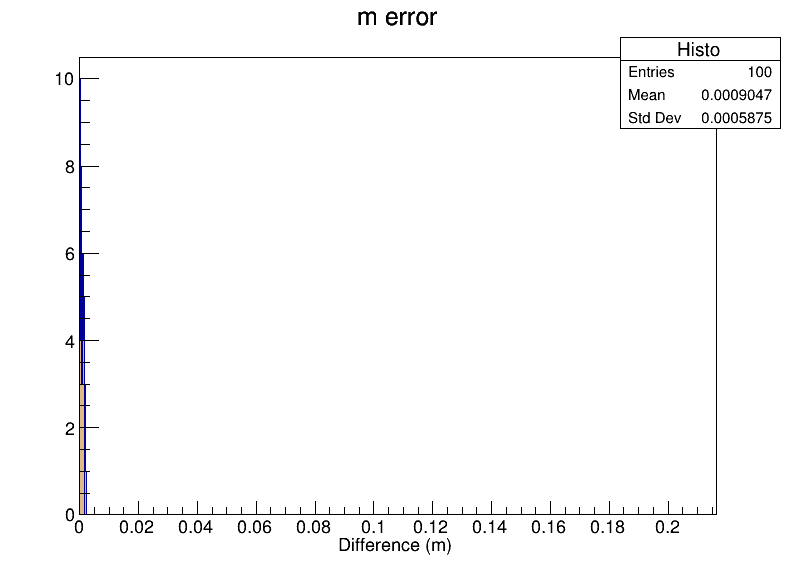 m error
Histo
Entries 100
Mean 0.0009047
Std Dev 0.0005875
10
8
6
4
2
0
0 0.02 0.04 0.06 0.08 0.1 0.12 0.14 0.16 0.18 0.2
Difference (m)